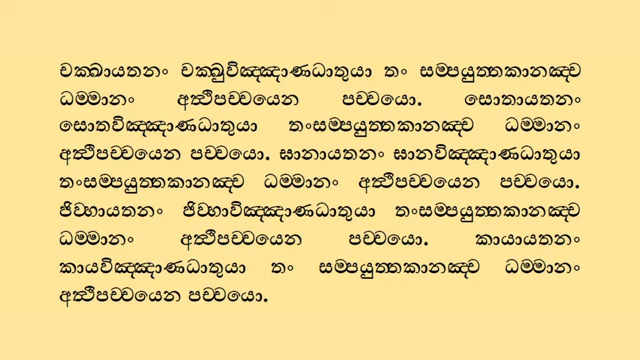 චක්ඛායතනං චක්ඛුවිඤ්ඤාණධාතුයා තං සම්පයුත්තකානඤ්ච
ධම්මානං අත්ථිපච්චයෙන පච්චයො. සොතායතනං
සොතවිඤ්ඤාණධාතුයා තංසම්පයුත්තකානඤ්ච ධම්මානං
අත්ථිපච්චයෙන පච්චයො. ඝානායතනං ඝානවිඤ්ඤාණධාතුයා
තංසම්පයුත්තකානඤ්ච ධම්මානං අත්ථිපච්චයෙන පච්චයො.
ජිව්හායතනං ජිව්හාවිඤ්ඤාණධාතුයා තංසම්පයුත්තකානඤ්ච
ධම්මානං අත්ථිපච්චයෙන පච්චයො. කායායතනං
කායවිඤ්ඤාණධාතුයා තං සම්පයුත්තකානඤ්ච ධම්මානං
අත්ථිපච්චයෙන පච්චයො.